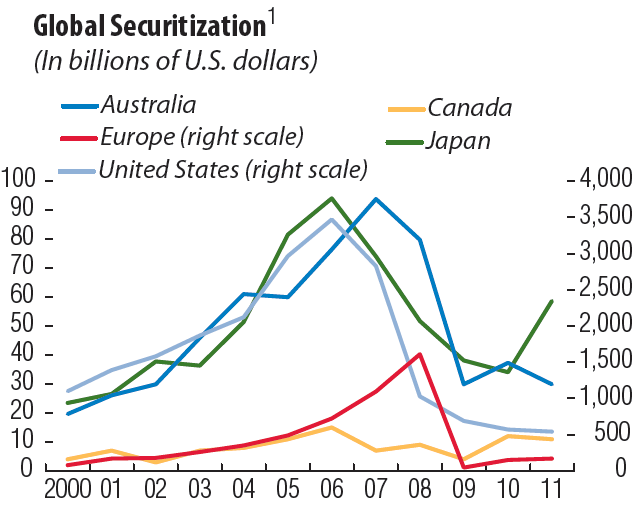 Global Securitization1
(In billions of U.S. dollars)
Australia Canada
Europe (right scale) Japan
United States (right scale)
100 4,000
90 3,500
80 3,000
70 2,500
60 2,000
50 1,500
40 1,000
30 500
20 0
10
0
2000 01 02 03 04 05 06 07 08 09 10 11